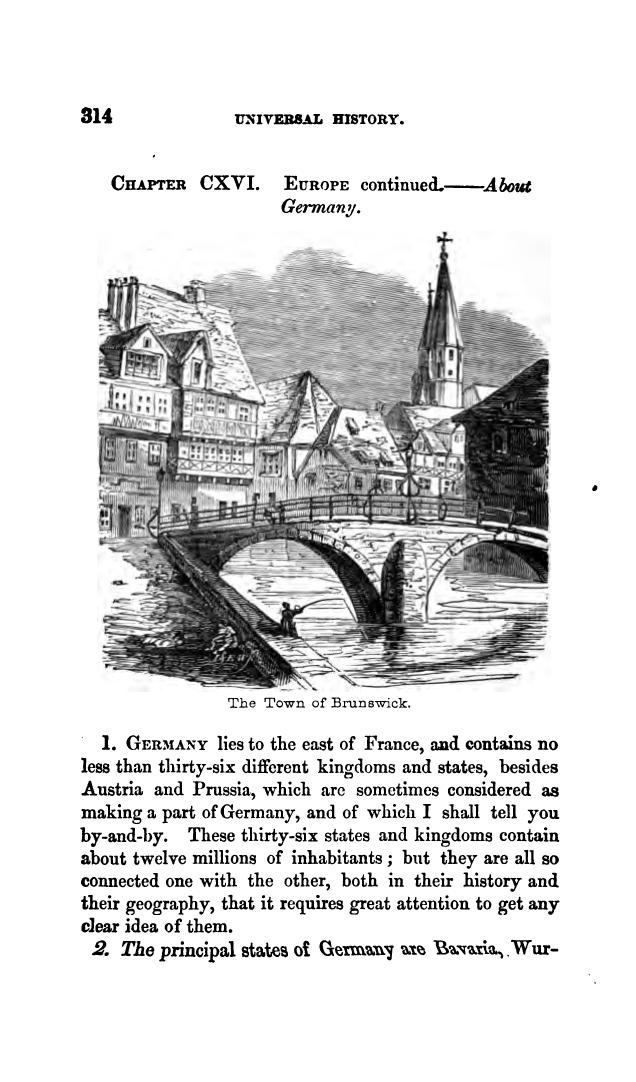 314 UNIVERSAL HISTORY.
CHAPTER CXVI. EUROPE continued.——About
Germany.
The Town of Brunswick.
1. GERMANY lies to the east of France, and contains no
less than thirty-six different kingdoms and states, besides
Austria and Prussia, which are sometimes considered as
making a part of Germany, and of which I shall tell you
by-and-by. These thirty-six states and kingdoms contain
about twelve millions of inhabitants; but they are all so
connected one with the other, both in their history and
their geography, that it requires great attention to get any
clear idea of them.
2. The principal states of Germany are Bavaria, Wur-